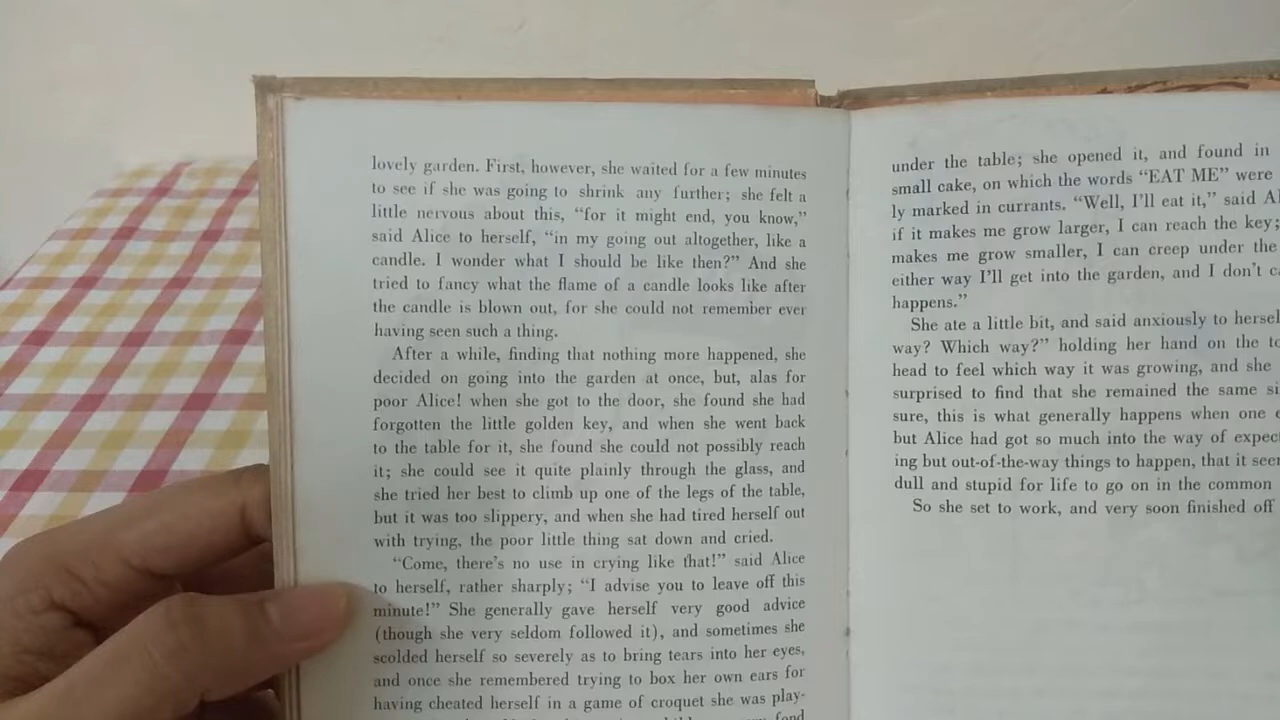 lovely garden. First, however, she waited for a few minutes
to see if she was going to shrink any further; she felt a
little nervous about this, “for it might end, you know,”
said Alice to herself, “in my going out altogether, like a
candle. I wonder what I should be like then?” And she
tried to fancy what the flame of a candle looks like after
the candle is blown out, for she could not remember ever
having seen such a thing.
After a while, finding that nothing more happened, she
decided on going into the garden at once, but, alas for
poor Alice! when she got to the door, she found she had
forgotten the little golden key, and when she went back
to the table for it, she found she could not possibly reach
it; she could see it quite plainly through the glass, and
she tried her best to climb up one of the legs of the table,
but it was too slippery, and when she had tired herself out
with trying, the poor little thing sat down and cried.
“Come, there’s no use in crying like that!” said Alice
to herself, rather sharply; “I advise you to leave off this
minute!” She generally gave herself very good advice
(though she very seldom followed it), and sometimes she
scolded herself so severely as to bring tears into her eyes,
and once she remembered trying to box her own ears for
having cheated herself in a game of croquet she was play-
fond
under the table; she opened it, and found in
small cake, on which the words “EAT ME” were
ly marked in currants. “Well, I’ll eat it,” said
if it makes me grow larger, I can reach the key;
makes me grow smaller, I can creep under the
either way I’ll get into the garden, and I don’t
happens.”
She ate a little bit, and said anxiously to
way? Which way?” holding her hand on the
head to feel which way it was growing, and she
surprised to find that she remained the same
sure, this is what generally happens when one
but Alice had got so much into the way of
ing but out-of-the-way things to happen, that it
dull and stupid for life to go on in the common
So she set to work, and very soon finished off